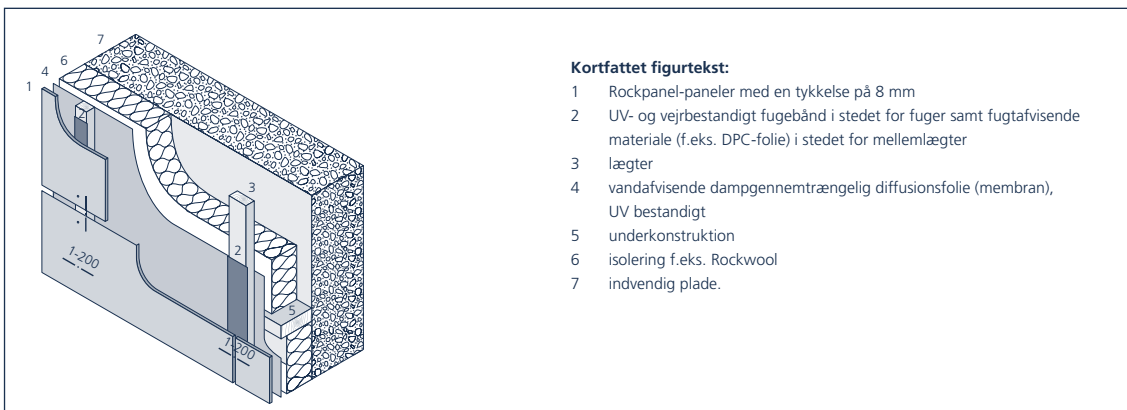 7
6
4
1
3
2
5
1-200
1-200
Kortfattet figurtekst:
1 Rockpanel-paneler med en tykkelse på 8 mm
2 UV- og vejrbestandigt fugebånd i stedet for fuger samt fugtafvisende
materiale (f.eks. DPC-folie) i stedet for mellemlægter
3 lægter
4 vandafvisende dampgennemtrængelig diffusionsfolie (membran),
UV bestandigt
5 underkonstruktion
6 isolering f.eks. Rockwool
7 indvendig plade.